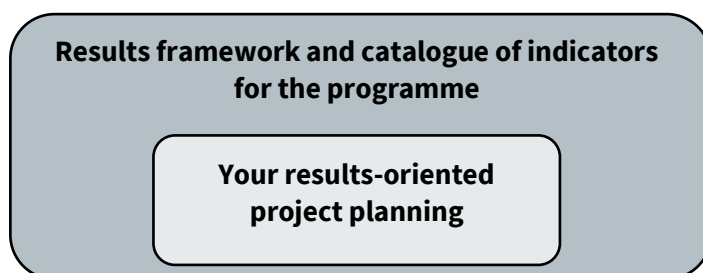 Results framework and catalogue of indicators
for the programme
Your results-oriented
project planning